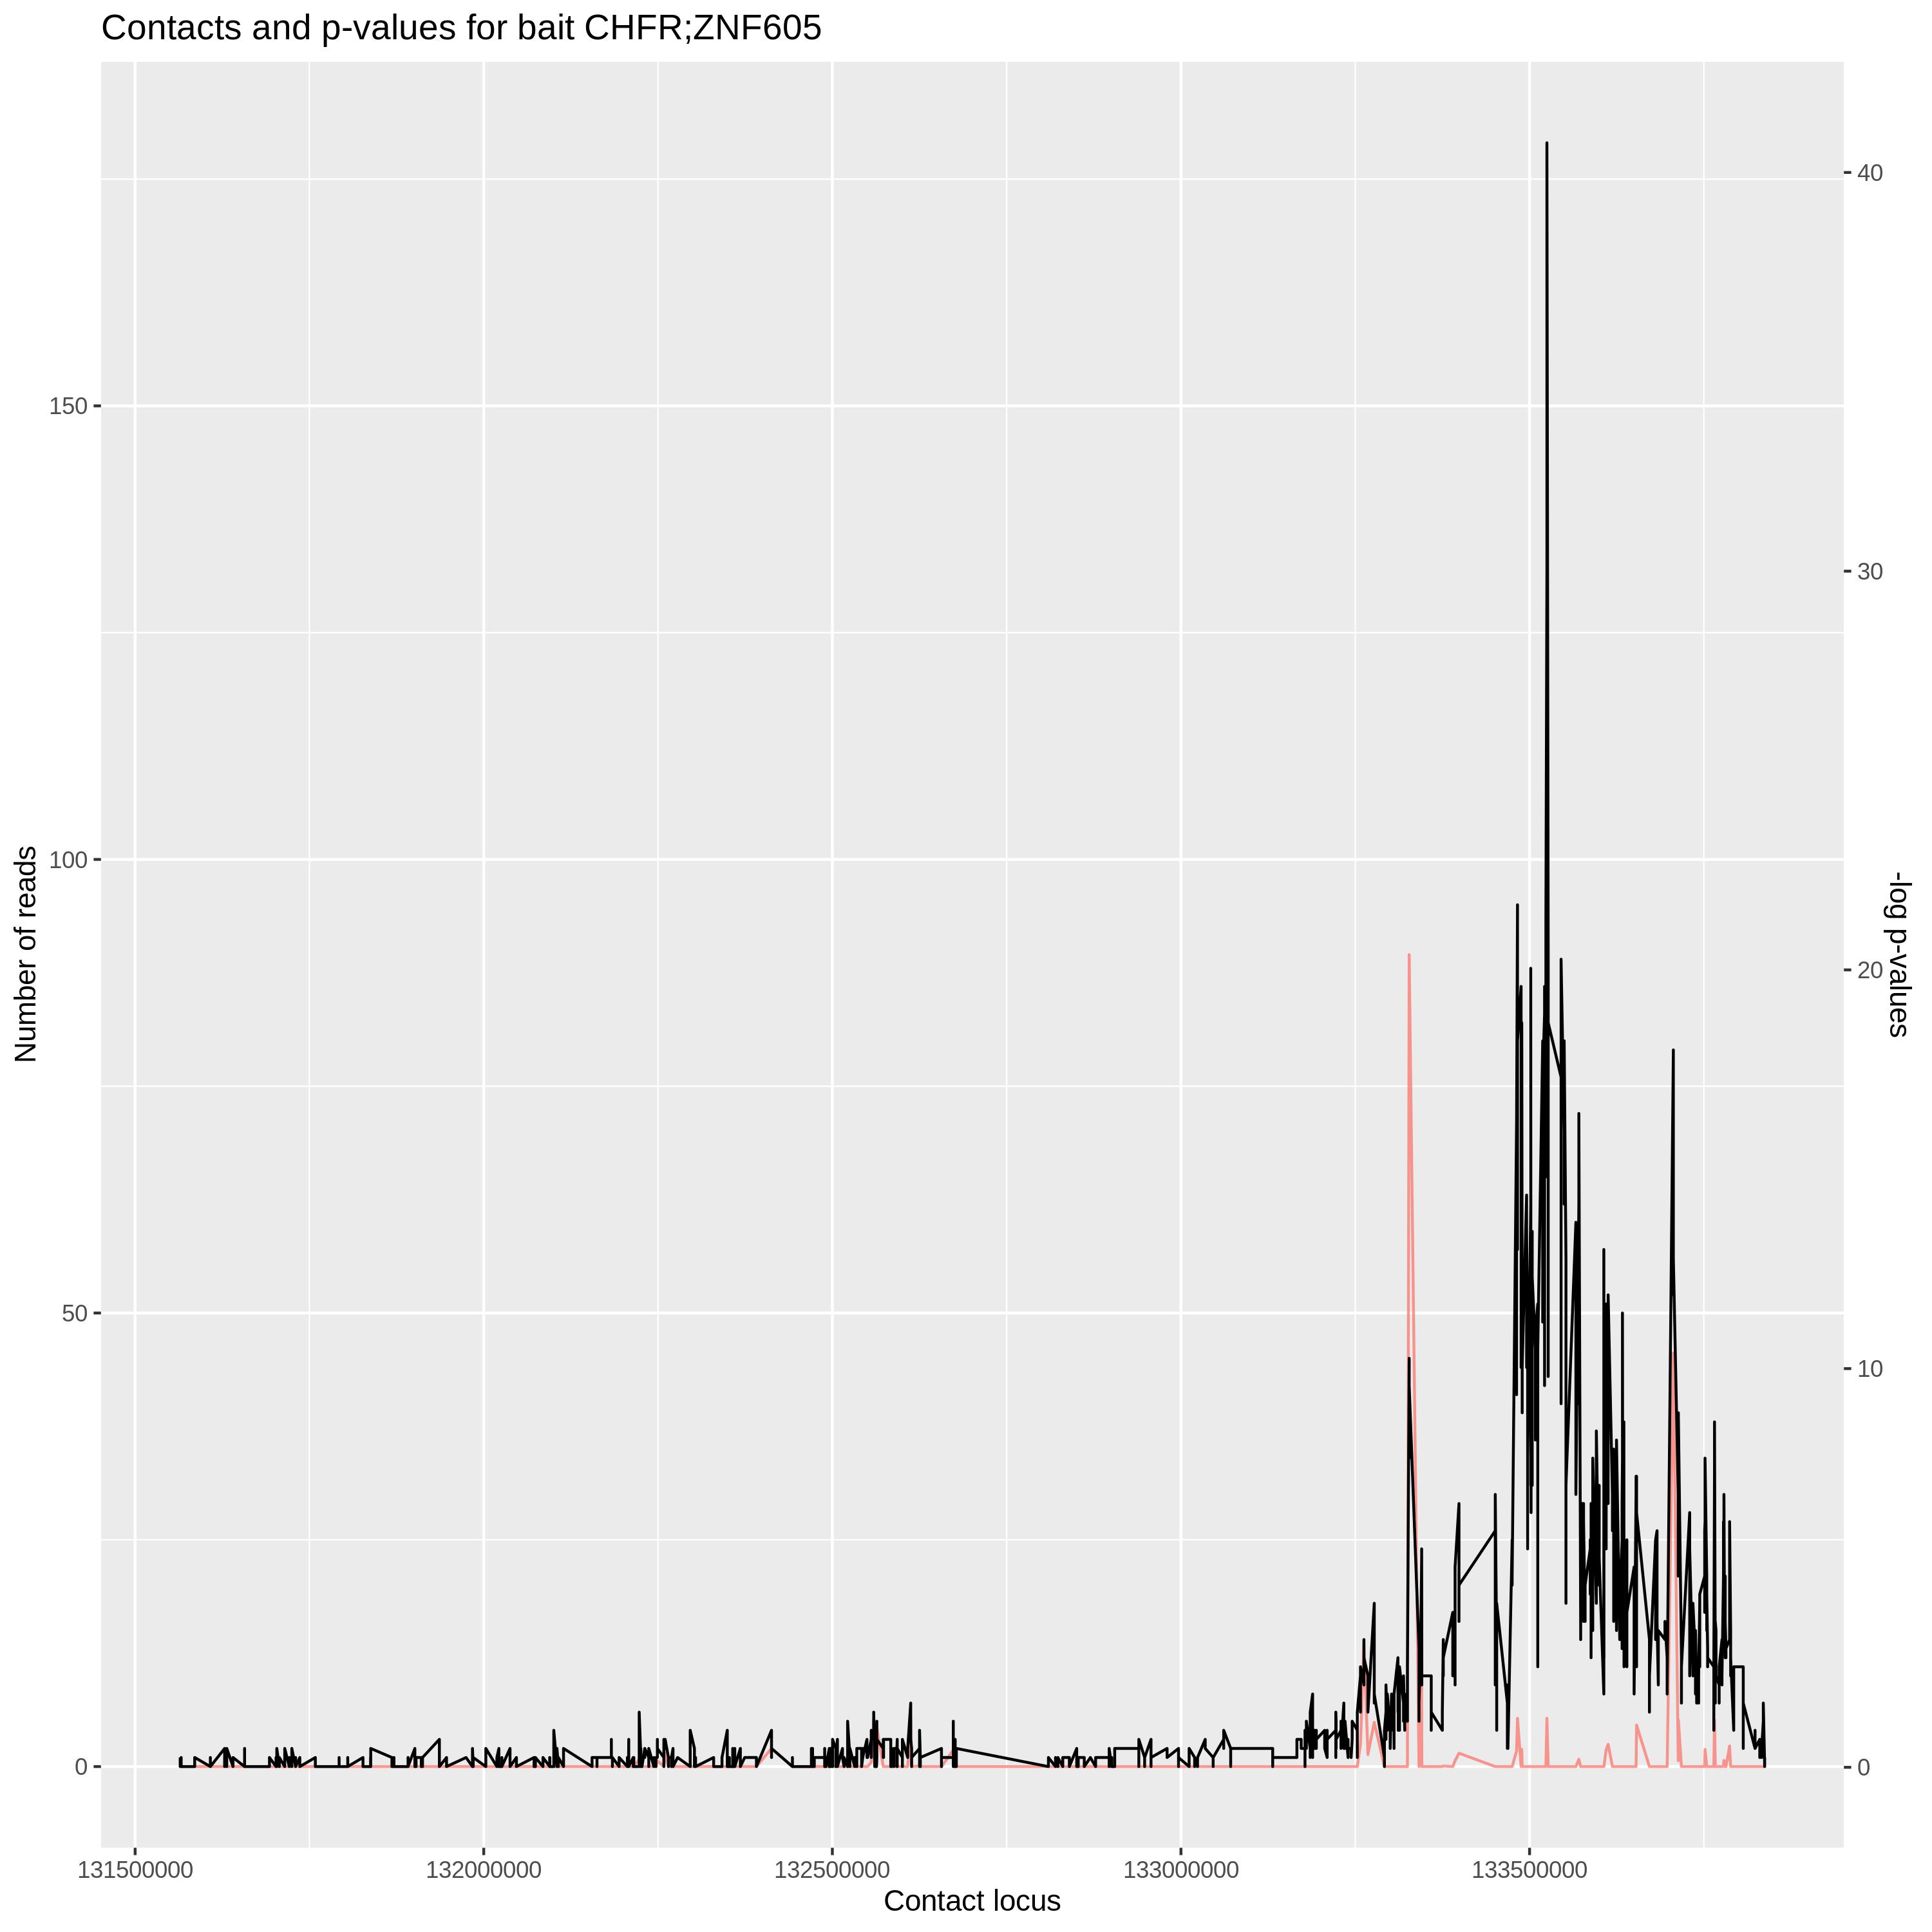 Contacts and p-values for bait CHFR;ZNF605
Number of reads
150
100
50
0
40
30
20
10
0
-log p-values
131500000 132000000 132500000 133000000 133500000
Contact locus